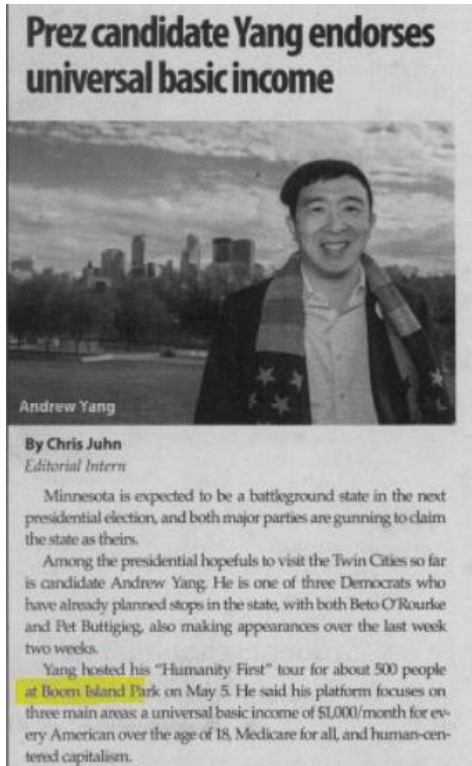 Prez candidate Yang endorses
universal basic income
Andrew Yang
By Chris Juhn
Editorial Intern
Minnesota is expected to be a battleground state in the next
presidential election, and both major parties are gunning to claim
the state as theirs.
Among the presidential hopefuls to visit the Twin Cities so far
is candidate Andrew Yang. He is one of three Democrats who
have already planned stops in the state, with both Beto O'Rourke
and Pet Buttigieg, also making appearances over the last week
two weeks.
Yang hosted his "Humanity First" tour for about 500 people
at Boom Island Park on May 5. He said his platform focuses on
three main areas: a universal basic income of $1,000/month for ev-
ery American over the age of 18, Medicare for all, and human-cen-
tered capitalism.